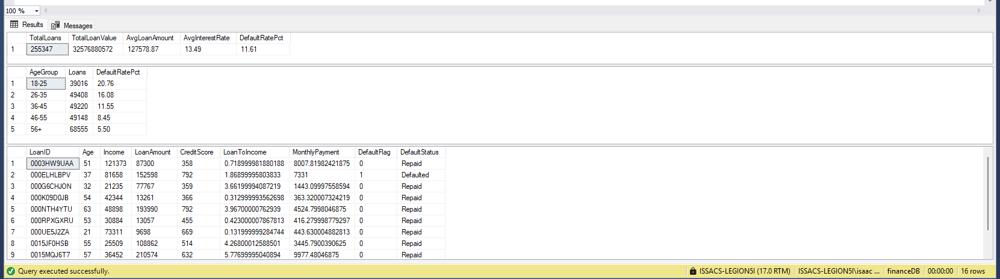 100 %
Results Messages
TotalLoans TotalLoanValue AvgLoanAmount AvgInterestRate DefaultRatePct
1 255347 32576880572 127578.87 13.49 11.61
AgeGroup Loans DefaultRatePct
1 18-25 39016 20.76
2 26-35 49408 16.08
3 36-45 49220 11.55
4 46-55 49148 8.45
5 56+ 68555 5.50
LoanID Age Income LoanAmount CreditScore LoanToIncome MonthlyPayment DefaultFlag DefaultStatus
1 0003HW9UAA 51 121373 87300 358 0.718999981880188 8007.81982421875 0 Repaid
2 000ELHLBPV 37 81658 152598 792 1.86899995803833 7331 1 Defaulted
3 000G6CHJON 32 21235 77767 359 3.66199994087219 1443.09997558594 0 Repaid
4 000K09D0JB 54 42344 13261 366 0.312999993562698 363.320007324219 0 Repaid
5 000NTH4YTU 63 48898 193990 792 3.96700000762939 4524.7998046875 0 Repaid
6 000RPXGXRU 53 30884 13057 455 0.423000007867813 416.279998779297 0 Repaid
7 000UE5J2ZA 21 73311 9698 669 0.131999999284744 443.630004882813 0 Repaid
8 0015JF0HSB 55 25509 108862 514 4.26800012588501 3445.7900390625 0 Repaid
9 0015MQJ6T7 57 36452 210574 632 5.77699995040894 9977.48046875 0 Repaid
Query executed successfully. ISSACS-LEGION5I (17.0 RTM) ISSACS-LEGION5I\isaac ... financeDB 00:00:00 16 rows